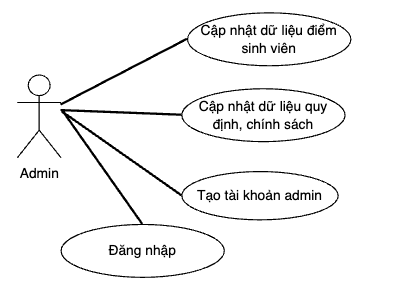 Cập nhật dữ liệu điểm
sinh viên
Cập nhật dữ liệu quy
định, chính sách
Admin
Tạo tài khoản admin
Đăng nhập